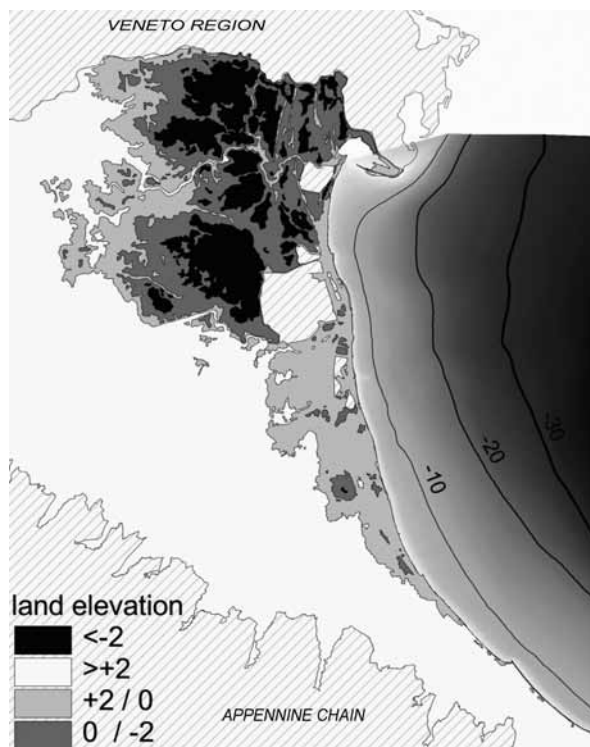 VENETO REGION
-30
-20
-10
land elevation
<-2
>+2
+2 / 0
0 / -2
APPENNINE CHAIN